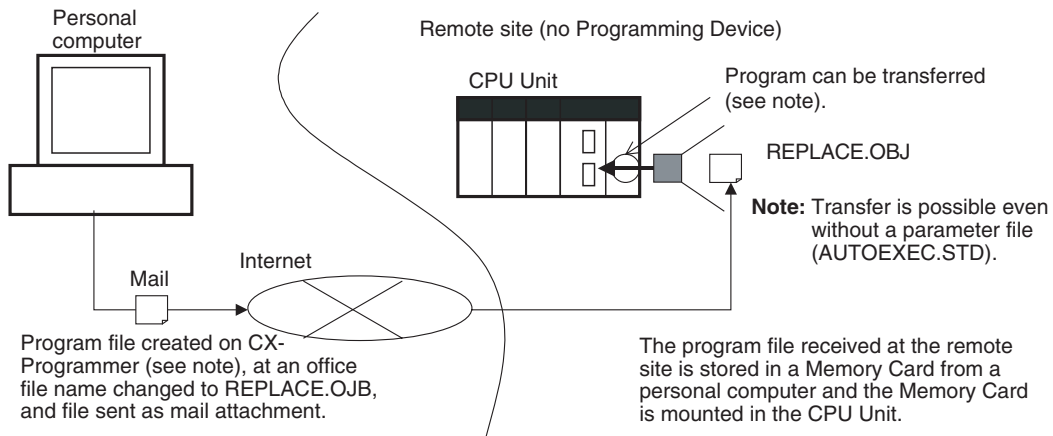 Personal
computer
Remote site (no Programming Device)
CPU Unit
Program can be transferred
(see note).
REPLACE.OBJ
Note: Transfer is possible even
without a parameter file
(AUTOEXEC.STD).
Internet
Mail
Program file created on CX-
Programmer (see note), at an office
file name changed to REPLACE.OJB,
and file sent as mail attachment.
The program file received at the remote
site is stored in a Memory Card from a
personal computer and the Memory Card
is mounted in the CPU Unit.